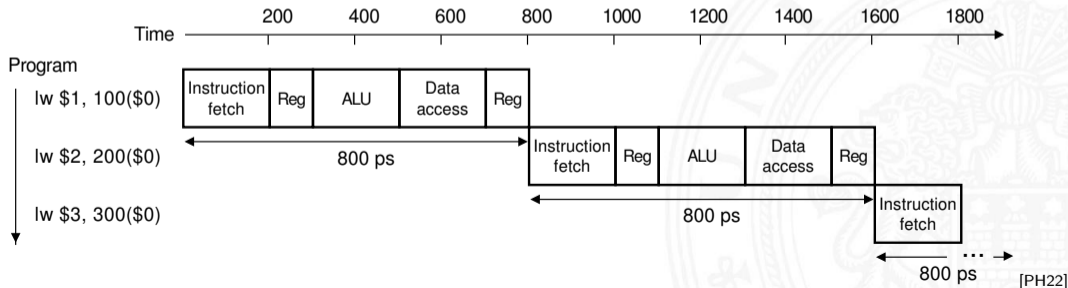 200 400 600 800 1000 1200 1400 1600 1800
Time
Program
lw $1, 100($0)
Instruction fetch
Reg
ALU
Data access
Reg
800 ps
lw $2, 200($0)
Instruction fetch
Reg
ALU
Data access
Reg
800 ps
lw $3, 300($0)
Instruction fetch
...
800 ps
[PH22]